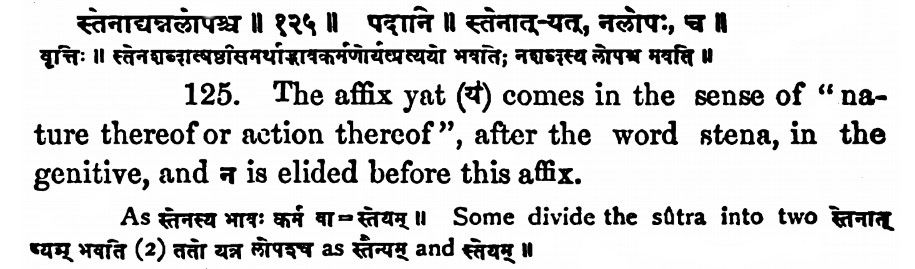 स्तेनाद्यन्नलोपश्च ॥ १२५ ॥ पदानि ॥ स्तेनात्-यत्, नलोपः, च ॥
वृत्तिः ॥ स्तेनशब्दात्षष्ठीसमर्थाद्भावकर्मणोर्यत्प्रत्ययो भवति; नशब्दस्य लोपश्च भवति ॥
125. The affix yat (यं) comes in the sense of "na-
ture thereof or action thereof", after the word stena, in the
genitive, and न is elided before this affix.
As स्तेनस्य भावः कर्म वा = स्तेयम् ॥ Some divide the sûtra into two स्तेनात्
ष्यम् भवति (2) ततो यन्न लोपश्च as स्तैन्यम् and स्तेयम् ॥